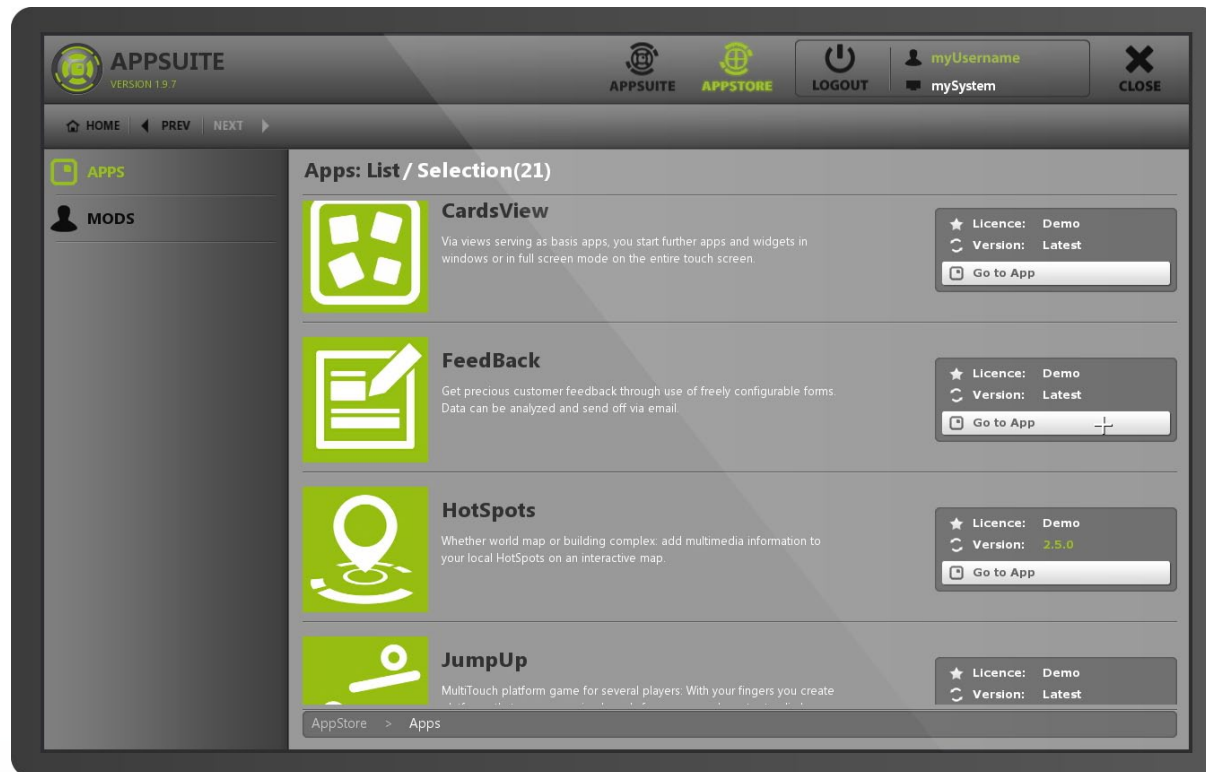 APPSUITE
VERSION 1.9.7
APPSUITE
APPSTORE
LOGOUT
myUsername
mySystem
CLOSE
HOME
PREV
NEXT
APPS
MODS
Apps: List / Selection(21)
CardsView
Via views serving as basis apps, you start further apps and widgets in
windows or in full screen mode on the entire touch screen.
Licence: Demo
Version: Latest
Go to App
FeedBack
Get precious customer feedback through use of freely configurable forms.
Data can be analyzed and send off via email.
Licence: Demo
Version: Latest
Go to App
HotSpots
Whether world map or building complex: add multimedia information to
your local HotSpots on an interactive map.
Licence: Demo
Version: 2.5.0
Go to App
JumpUp
MultiTouch platform game for several players: With your fingers you create
Licence: Demo
Version: Latest
AppStore > Apps